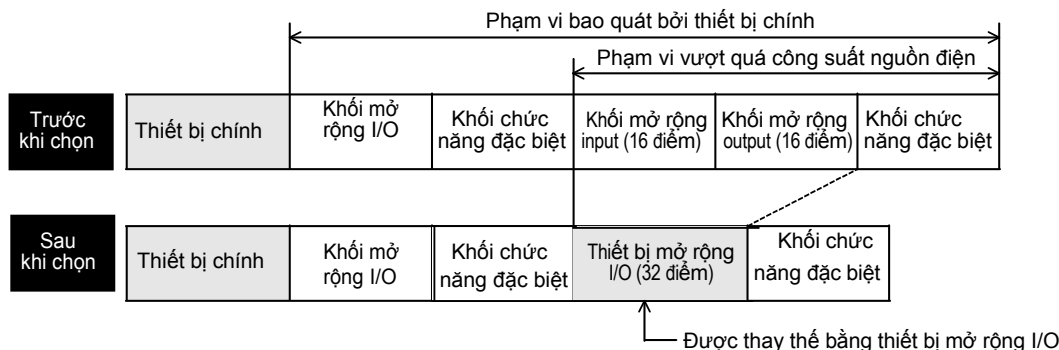 Phạm vi bao quát bởi thiết bị chính
Phạm vi vượt quá công suất nguồn điện
Trước
khi chọn
Thiết bị chính
Khối mở
rộng I/O
Khối chức
năng đặc biệt
Khối mở rộng
input (16 điểm)
Khối mở rộng
output (16 điểm)
Khối chức
năng đặc biệt
Sau
khi chọn
Thiết bị chính
Khối mở
rộng I/O
Khối chức
năng đặc biệt
Thiết bị mở rộng
I/O (32 điểm)
Khối chức
năng đặc biệt
Được thay thế bằng thiết bị mở rộng I/O